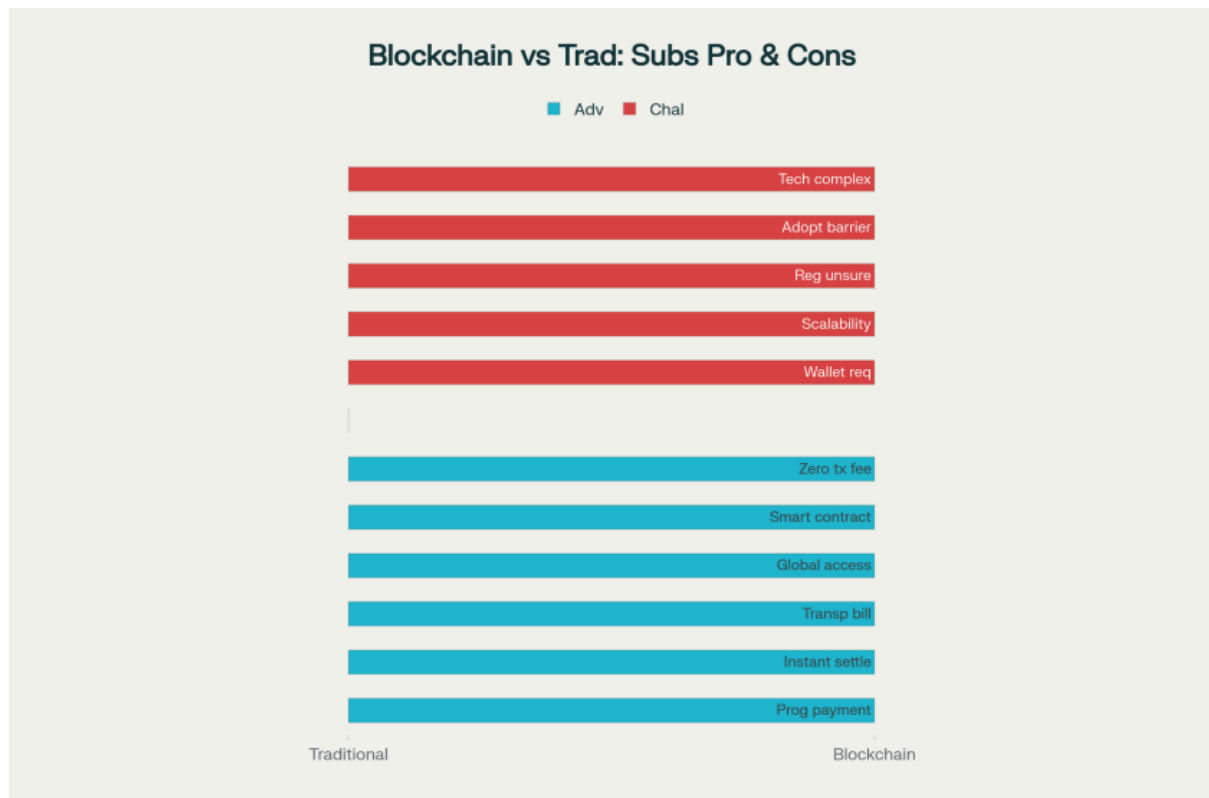 Blockchain vs Trad: Subs Pro & Cons
Adv Chal
Tech complex
Adopt barrier
Reg unsure
Scalability
Wallet req
Zero tx fee
Smart contract
Global access
Transp bill
Instant settle
Prog payment
Traditional Blockchain